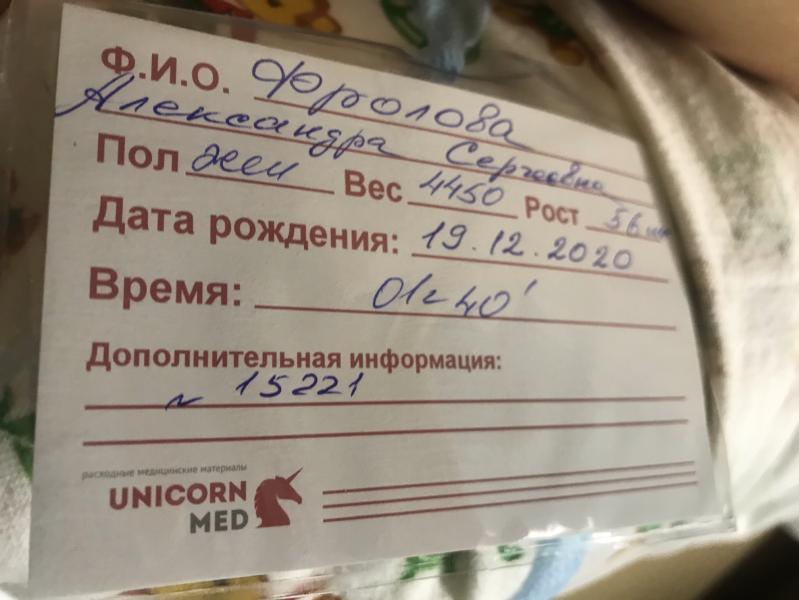 Ф.И.О. Фролова
Александра Сергеевна
Пол жен Вес 4450 Рост 56 см
Дата рождения: 19.12.2020
Время: 01 ч 40'
Дополнительная информация:
№ 15221
расходные медицинские материалы
UNICORN
MED